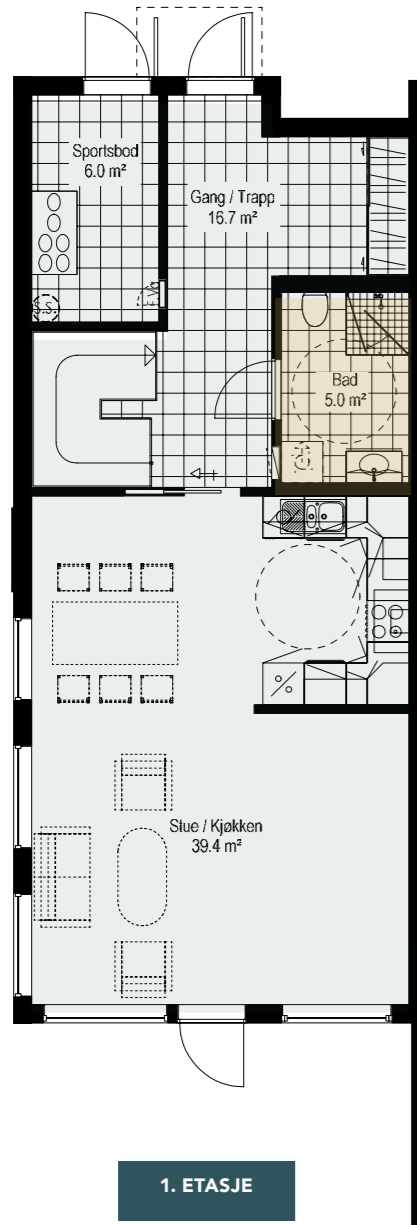 Sportsbod
6.0 m²
Gang / Trapp
16.7 m²
S.S.
Bad
5.0 m²
Stue / Kjøkken
39.4 m²
1. ETASJE